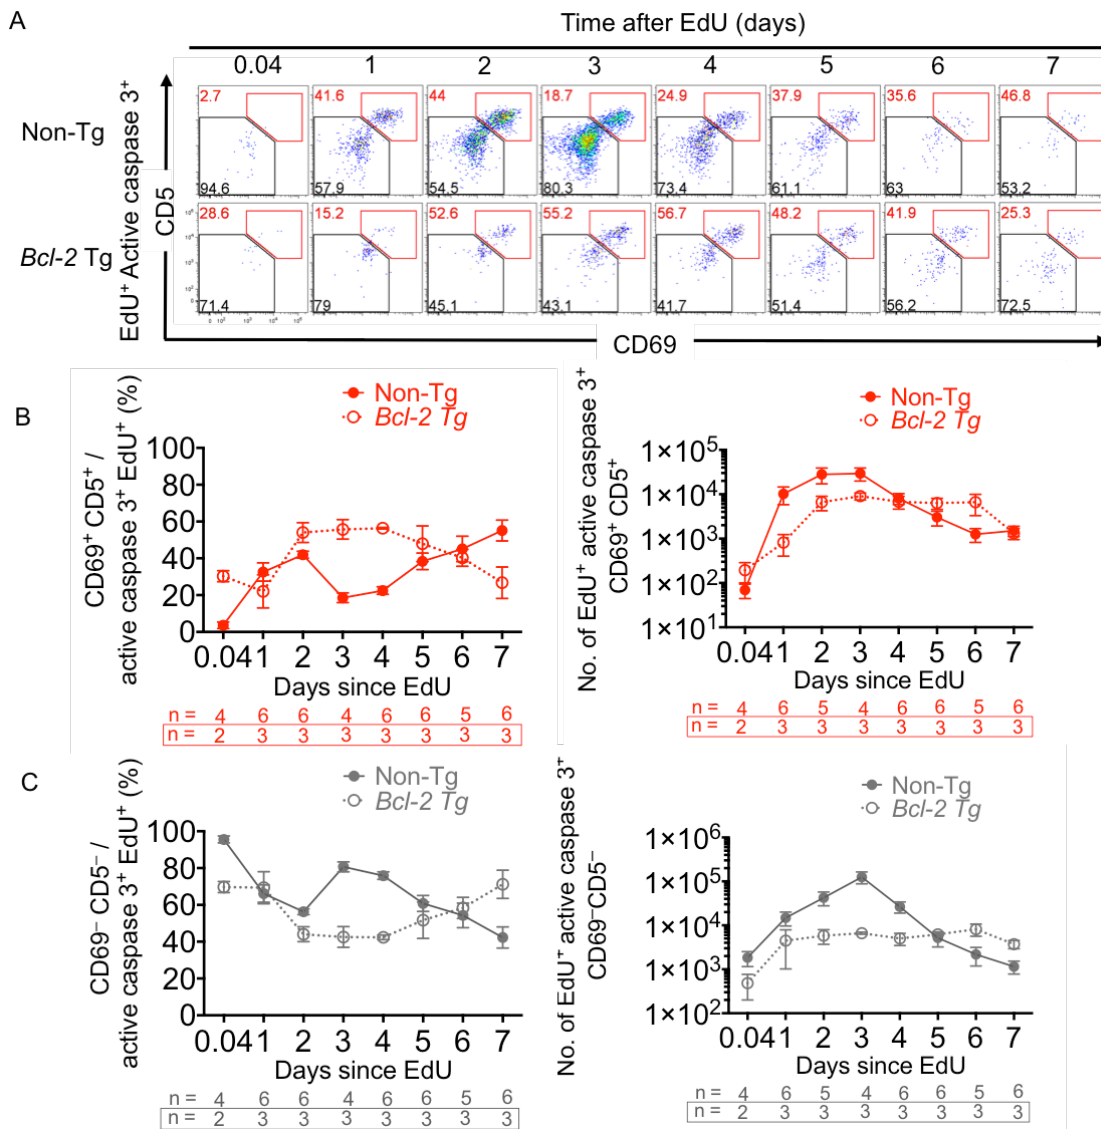 A
Time after EdU (days)
0.04 1 2 3 4 5 6 7
Non-Tg
Bcl-2 Tg
EdU⁺ Active caspase 3⁺
CD5
2.7 41.6 44 18.7 24.9 37.9 35.6 46.8
94.6 57.9 54.5 80.3 73.4 61.1 63 53.2
28.6 15.2 52.6 55.2 56.7 48.2 41.9 25.3
71.4 79 45.1 43.1 41.7 51.4 56.2 72.5
CD69
B
Non-Tg
Bcl-2 Tg
CD69⁺ CD5⁺ /
active caspase 3⁺ EdU⁺ (%)
100
80
60
40
20
0
0.04 1 2 3 4 5 6 7
Days since EdU
n = 4 6 6 4 6 6 5 6
n = 2 3 3 3 3 3 3 3
Non-Tg
Bcl-2 Tg
No. of EdU⁺ active caspase 3⁺
CD69⁺ CD5⁺
1×10⁵
1×10⁴
1×10³
1×10²
1×10¹
0.04 1 2 3 4 5 6 7
Days since EdU
n = 4 6 5 4 6 6 5 6
n = 2 3 3 3 3 3 3 3
C
Non-Tg
Bcl-2 Tg
CD69⁻ CD5⁻ /
active caspase 3⁺ EdU⁺ (%)
100
80
60
40
20
0
0.04 1 2 3 4 5 6 7
Days since EdU
n = 4 6 6 4 6 6 5 6
n = 2 3 3 3 3 3 3 3
Non-Tg
Bcl-2 Tg
No. of EdU⁺ active caspase 3⁺
CD69⁻CD5⁻
1×10⁶
1×10⁵
1×10⁴
1×10³
1×10²
0.04 1 2 3 4 5 6 7
Days since EdU
n = 4 6 6 4 6 6 5 6
n = 2 3 3 3 3 3 3 3